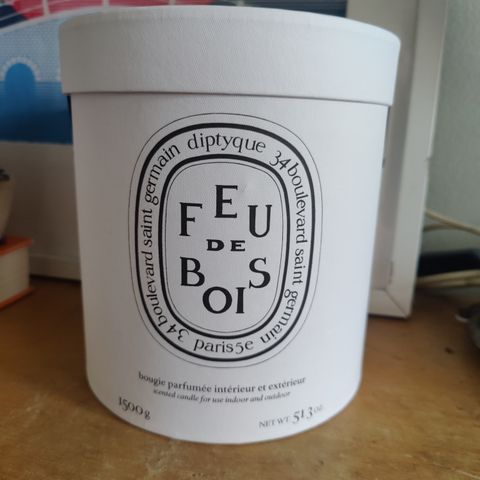 diptyque
34 boulevard saint germain
paris 5e
34 boulevard saint germain
FEU
DE
BOIS
bougie parfumée intérieur et extérieur
scented candle for use indoor and outdoor
1500 g
NET WT 51.3 OZ.